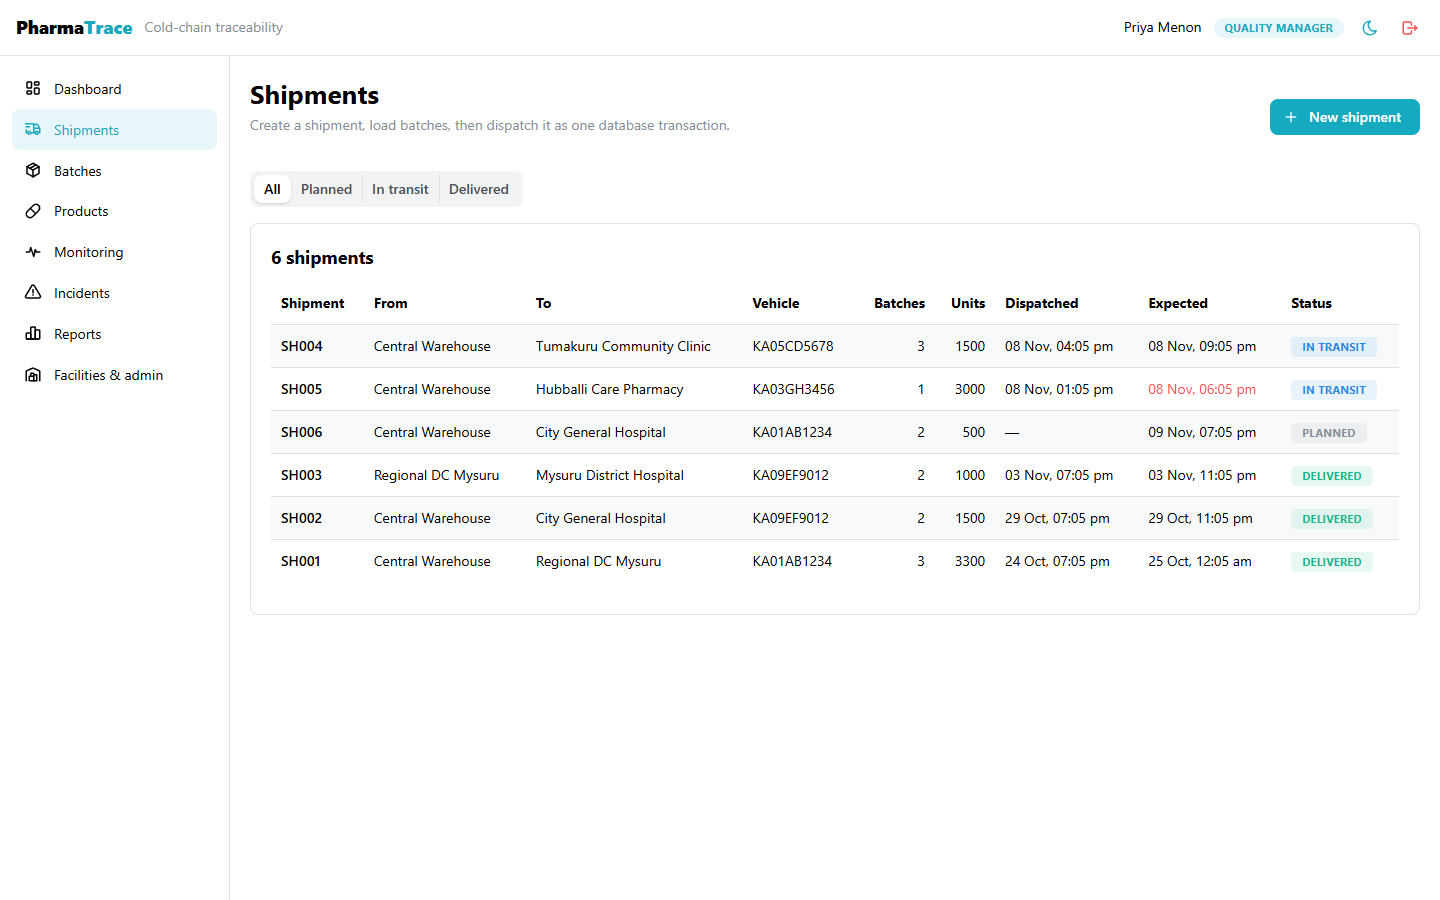 PharmaTrace Cold-chain traceability Priya Menon QUALITY MANAGER
Dashboard
Shipments
Batches
Products
Monitoring
Incidents
Reports
Facilities & admin
Shipments
Create a shipment, load batches, then dispatch it as one database transaction.
New shipment
All Planned In transit Delivered
6 shipments
Shipment From To Vehicle Batches Units Dispatched Expected Status
SH004 Central Warehouse Tumakuru Community Clinic KA05CD5678 3 1500 08 Nov, 04:05 pm 08 Nov, 09:05 pm IN TRANSIT
SH005 Central Warehouse Hubballi Care Pharmacy KA03GH3456 1 3000 08 Nov, 01:05 pm 08 Nov, 06:05 pm IN TRANSIT
SH006 Central Warehouse City General Hospital KA01AB1234 2 500 — 09 Nov, 07:05 pm PLANNED
SH003 Regional DC Mysuru Mysuru District Hospital KA09EF9012 2 1000 03 Nov, 07:05 pm 03 Nov, 11:05 pm DELIVERED
SH002 Central Warehouse City General Hospital KA09EF9012 2 1500 29 Oct, 07:05 pm 29 Oct, 11:05 pm DELIVERED
SH001 Central Warehouse Regional DC Mysuru KA01AB1234 3 3300 24 Oct, 07:05 pm 25 Oct, 12:05 am DELIVERED